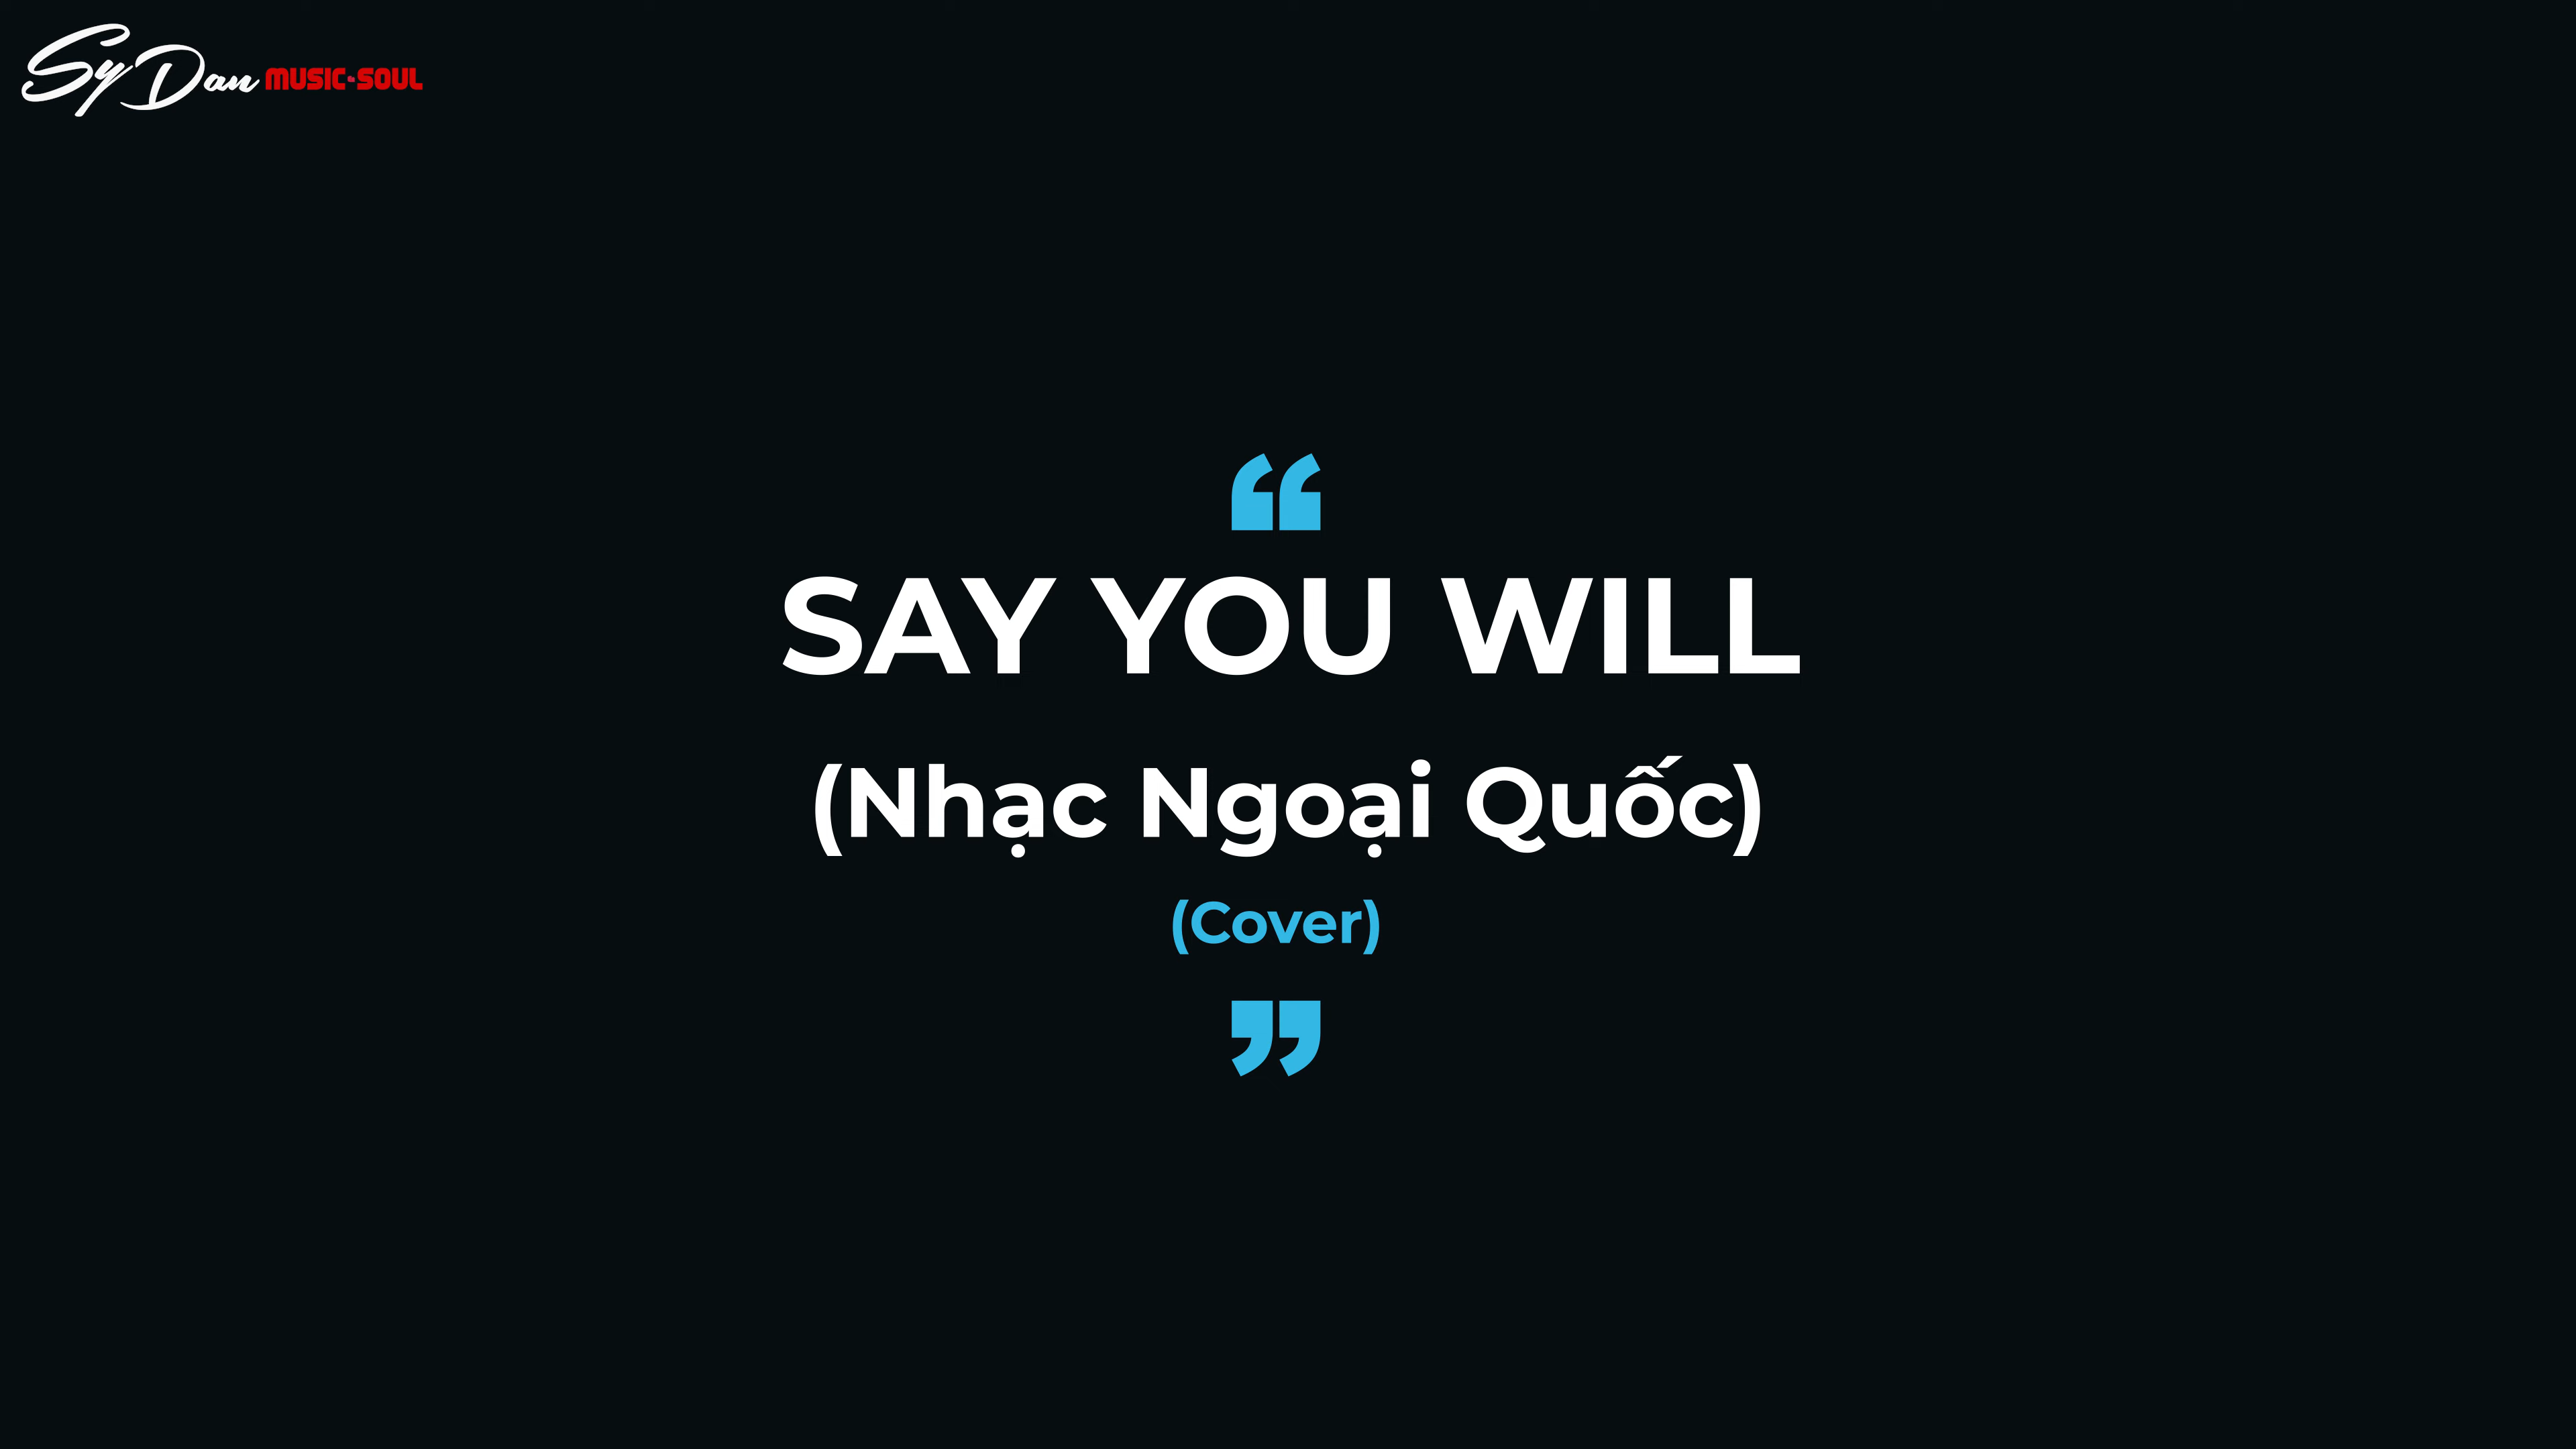 Sy Dan MUSIC-SOUL
“
SAY YOU WILL
(Nhạc Ngoại Quốc)
(Cover)
”